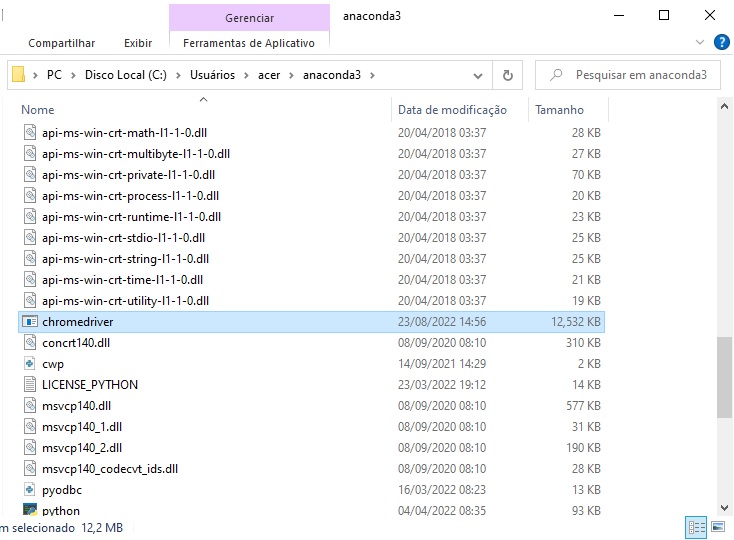 Gerenciar
anaconda3
Compartilhar
Exibir
Ferramentas de Aplicativo
PC
Disco Local (C:)
Usuários
acer
anaconda3
Pesquisar em anaconda3
Nome
Data de modificação
Tamanho
api-ms-win-crt-math-l1-1-0.dll 20/04/2018 03:37 28 KB
api-ms-win-crt-multibyte-l1-1-0.dll 20/04/2018 03:37 27 KB
api-ms-win-crt-private-l1-1-0.dll 20/04/2018 03:37 70 KB
api-ms-win-crt-process-l1-1-0.dll 20/04/2018 03:37 20 KB
api-ms-win-crt-runtime-l1-1-0.dll 20/04/2018 03:37 23 KB
api-ms-win-crt-stdio-l1-1-0.dll 20/04/2018 03:37 25 KB
api-ms-win-crt-string-l1-1-0.dll 20/04/2018 03:37 25 KB
api-ms-win-crt-time-l1-1-0.dll 20/04/2018 03:37 21 KB
api-ms-win-crt-utility-l1-1-0.dll 20/04/2018 03:37 19 KB
chromedriver 23/08/2022 14:56 12,532 KB
concrt140.dll 08/09/2020 08:10 310 KB
cwp 14/09/2021 14:29 2 KB
LICENSE_PYTHON 23/03/2022 19:12 14 KB
msvcp140.dll 08/09/2020 08:10 577 KB
msvcp140_1.dll 08/09/2020 08:10 31 KB
msvcp140_2.dll 08/09/2020 08:10 190 KB
msvcp140_codecvt_ids.dll 08/09/2020 08:10 28 KB
pyodbc 16/03/2022 08:23 13 KB
python 04/04/2022 08:35 93 KB
m selecionado 12,2 MB